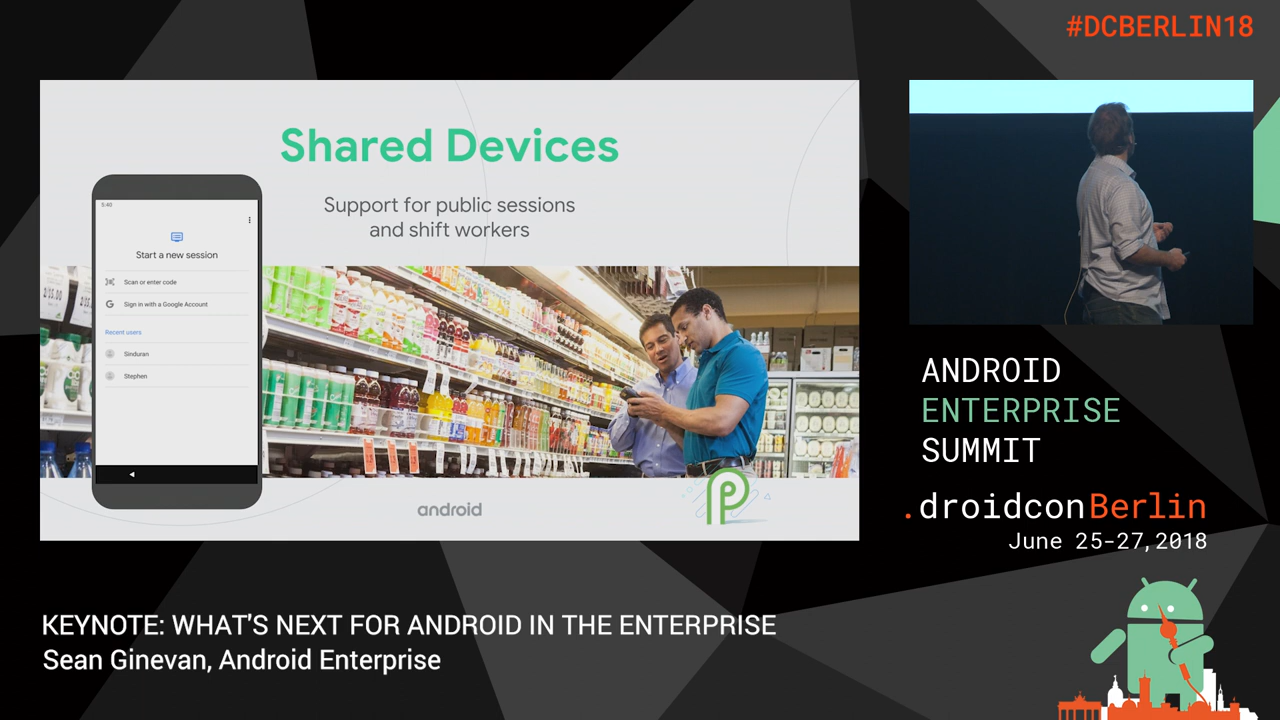 #DCBERLIN18
Shared Devices
Support for public sessions
and shift workers
5:40
Start a new session
Scan or enter code
G Sign in with a Google Account
Recent users
Sinduran
Stephen
android
ANDROID
ENTERPRISE
SUMMIT
.droidconBerlin
June 25-27,2018
KEYNOTE: WHAT'S NEXT FOR ANDROID IN THE ENTERPRISE
Sean Ginevan, Android Enterprise